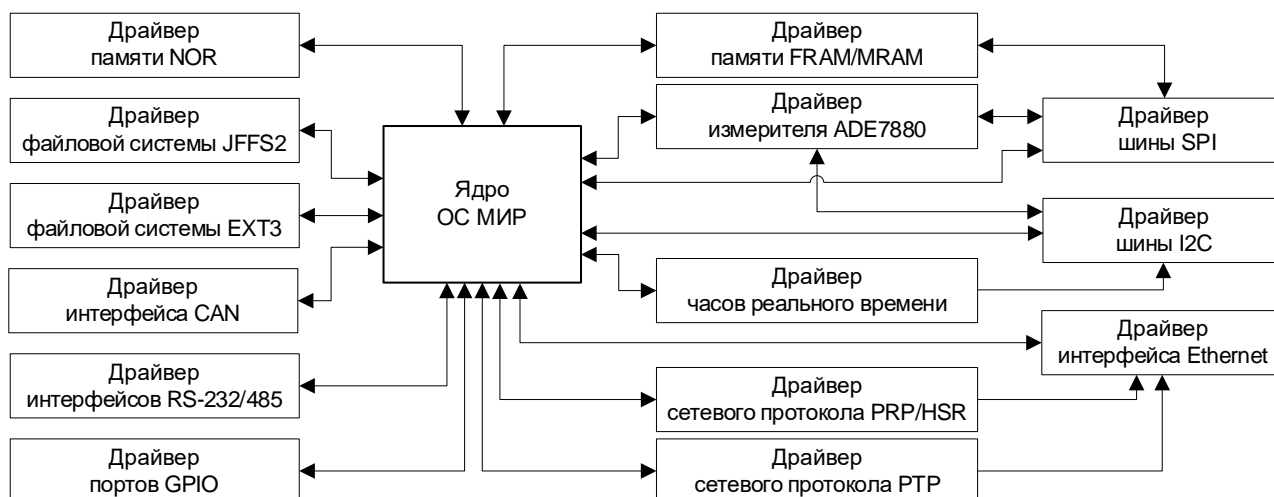 Драйвер
памяти NOR
Драйвер
файловой системы JFFS2
Драйвер
файловой системы EXT3
Драйвер
интерфейса CAN
Драйвер
интерфейсов RS-232/485
Драйвер
портов GPIO
Ядро
ОС МИР
Драйвер
памяти FRAM/MRAM
Драйвер
измерителя ADE7880
Драйвер
часов реального времени
Драйвер
сетевого протокола PRP/HSR
Драйвер
сетевого протокола PTP
Драйвер
шины SPI
Драйвер
шины I2C
Драйвер
интерфейса Ethernet